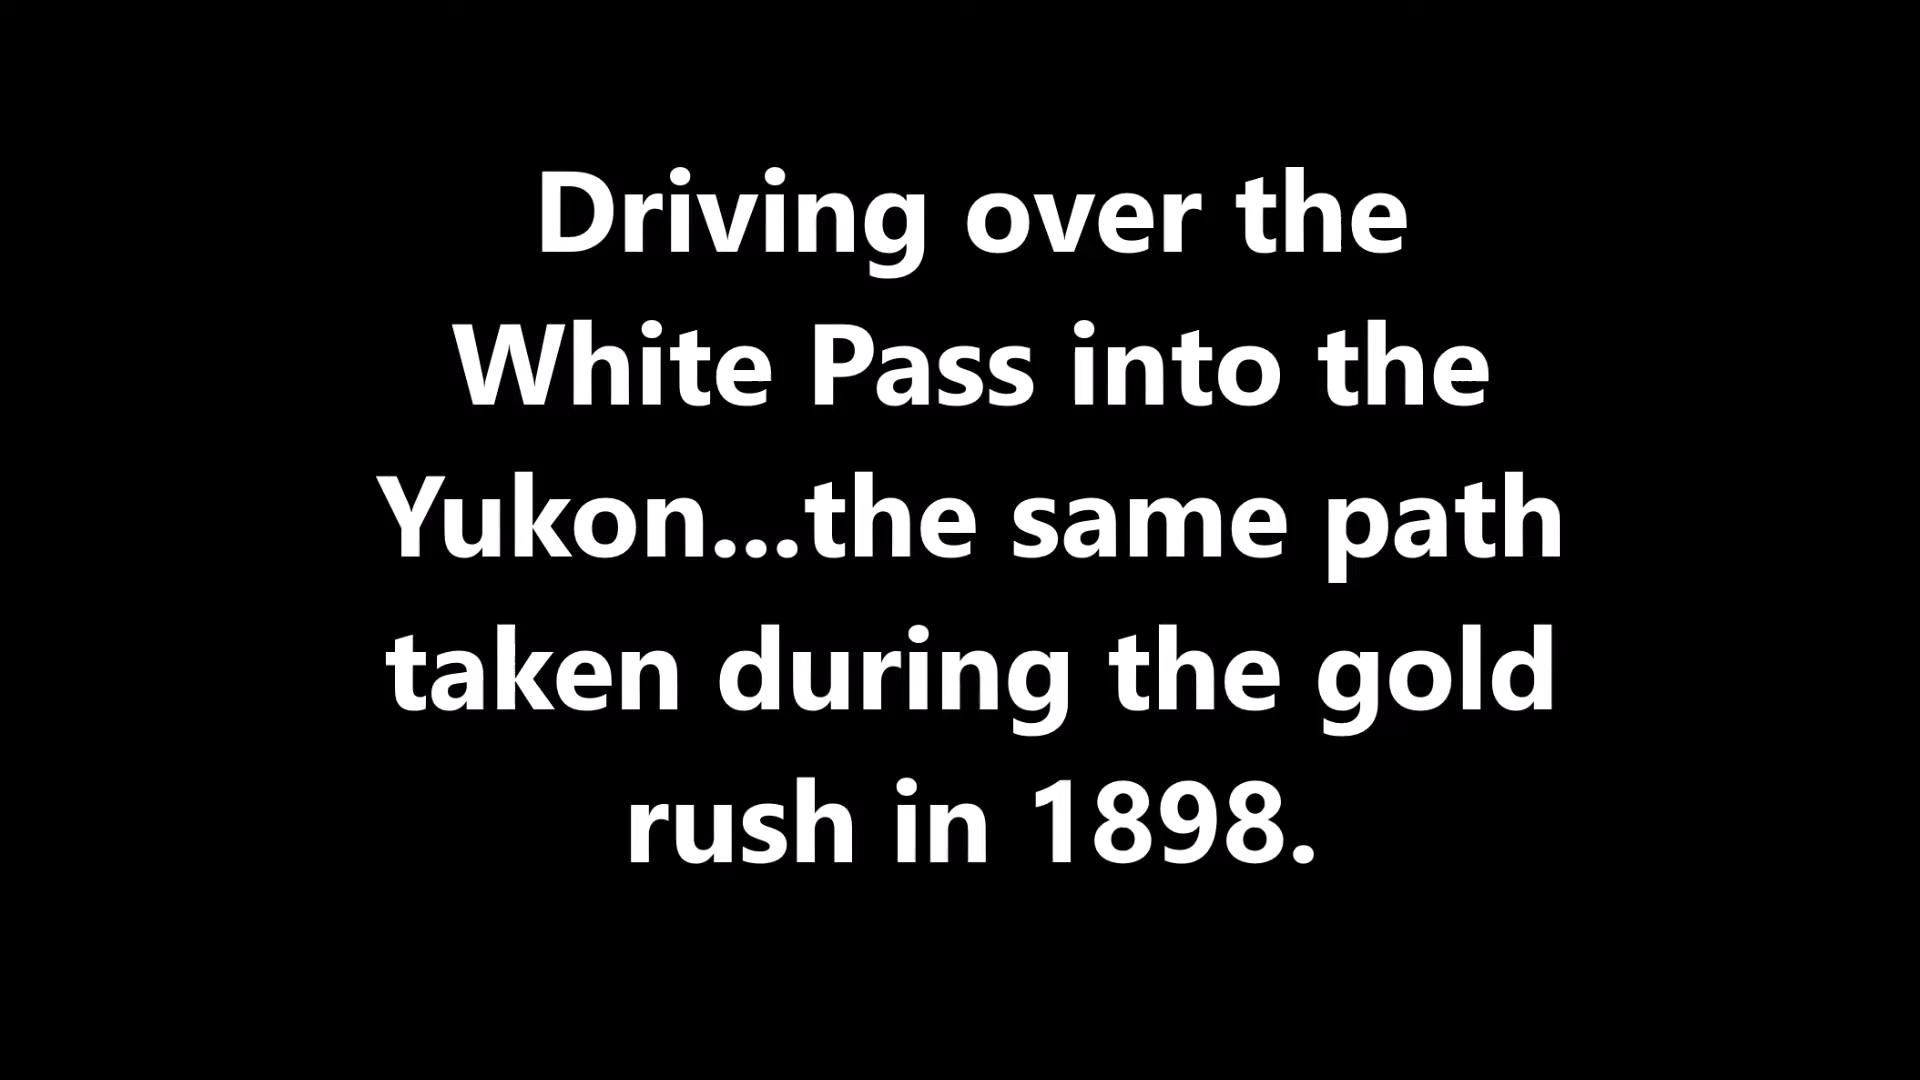 Driving over the
White Pass into the
Yukon...the same path
taken during the gold
rush in 1898.